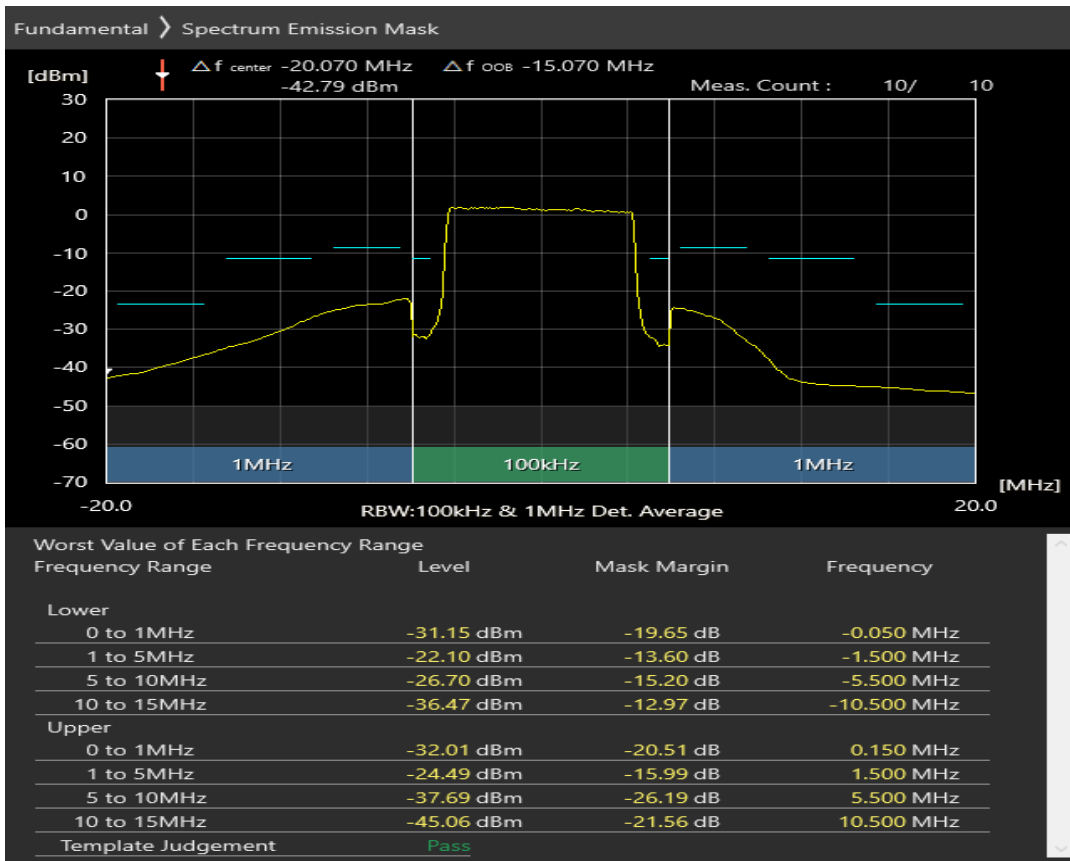 Fundamental ❯ Spectrum Emission Mask
[dBm] △f center -20.070 MHz △f OOB -15.070 MHz
-42.79 dBm Meas. Count : 10/ 10
30
20
10
0
-10
-20
-30
-40
-50
-60
1MHz 100kHz 1MHz
-70 [MHz]
-20.0 RBW:100kHz & 1MHz Det. Average 20.0
Worst Value of Each Frequency Range
Frequency Range Level Mask Margin Frequency
Lower
0 to 1MHz -31.15 dBm -19.65 dB -0.050 MHz
1 to 5MHz -22.10 dBm -13.60 dB -1.500 MHz
5 to 10MHz -26.70 dBm -15.20 dB -5.500 MHz
10 to 15MHz -36.47 dBm -12.97 dB -10.500 MHz
Upper
0 to 1MHz -32.01 dBm -20.51 dB 0.150 MHz
1 to 5MHz -24.49 dBm -15.99 dB 1.500 MHz
5 to 10MHz -37.69 dBm -26.19 dB 5.500 MHz
10 to 15MHz -45.06 dBm -21.56 dB 10.500 MHz
Template Judgement Pass